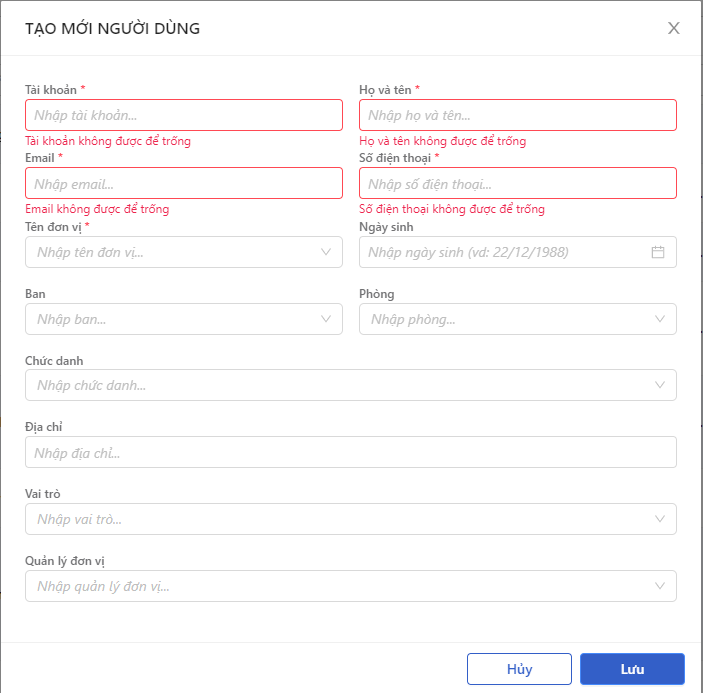 TẠO MỚI NGƯỜI DÙNG
Tài khoản *
Họ và tên *
Nhập tài khoản...
Nhập họ và tên...
Tài khoản không được để trống
Họ và tên không được để trống
Email *
Số điện thoại *
Nhập email...
Nhập số điện thoại...
Email không được để trống
Số điện thoại không được để trống
Tên đơn vị *
Ngày sinh
Nhập tên đơn vị...
Nhập ngày sinh (vd: 22/12/1988)
Ban
Phòng
Nhập ban...
Nhập phòng...
Chức danh
Nhập chức danh...
Địa chỉ
Nhập địa chỉ...
Vai trò
Nhập vai trò...
Quản lý đơn vị
Nhập quản lý đơn vị...
Hủy
Lưu